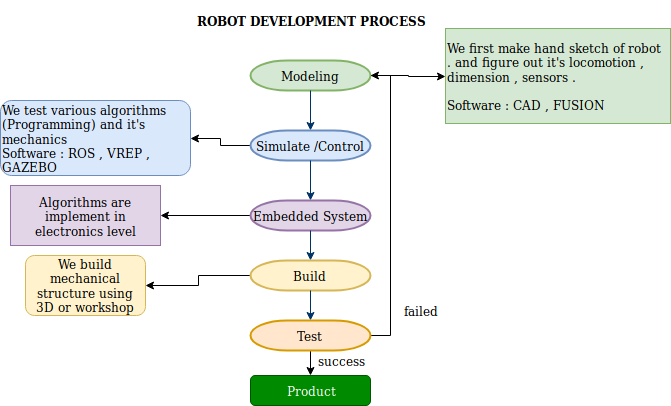 ROBOT DEVELOPMENT PROCESS
We first make hand sketch of robot
. and figure out it's locomotion ,
dimension , sensors .
Software : CAD , FUSION
Modeling
We test various algorithms
(Programming) and it's
mechanics
Software : ROS , VREP ,
GAZEBO
Simulate /Control
Algorithms are
implement in
electronics level
Embedded System
We build
mechanical
structure using
3D or workshop
Build
failed
Test
success
Product